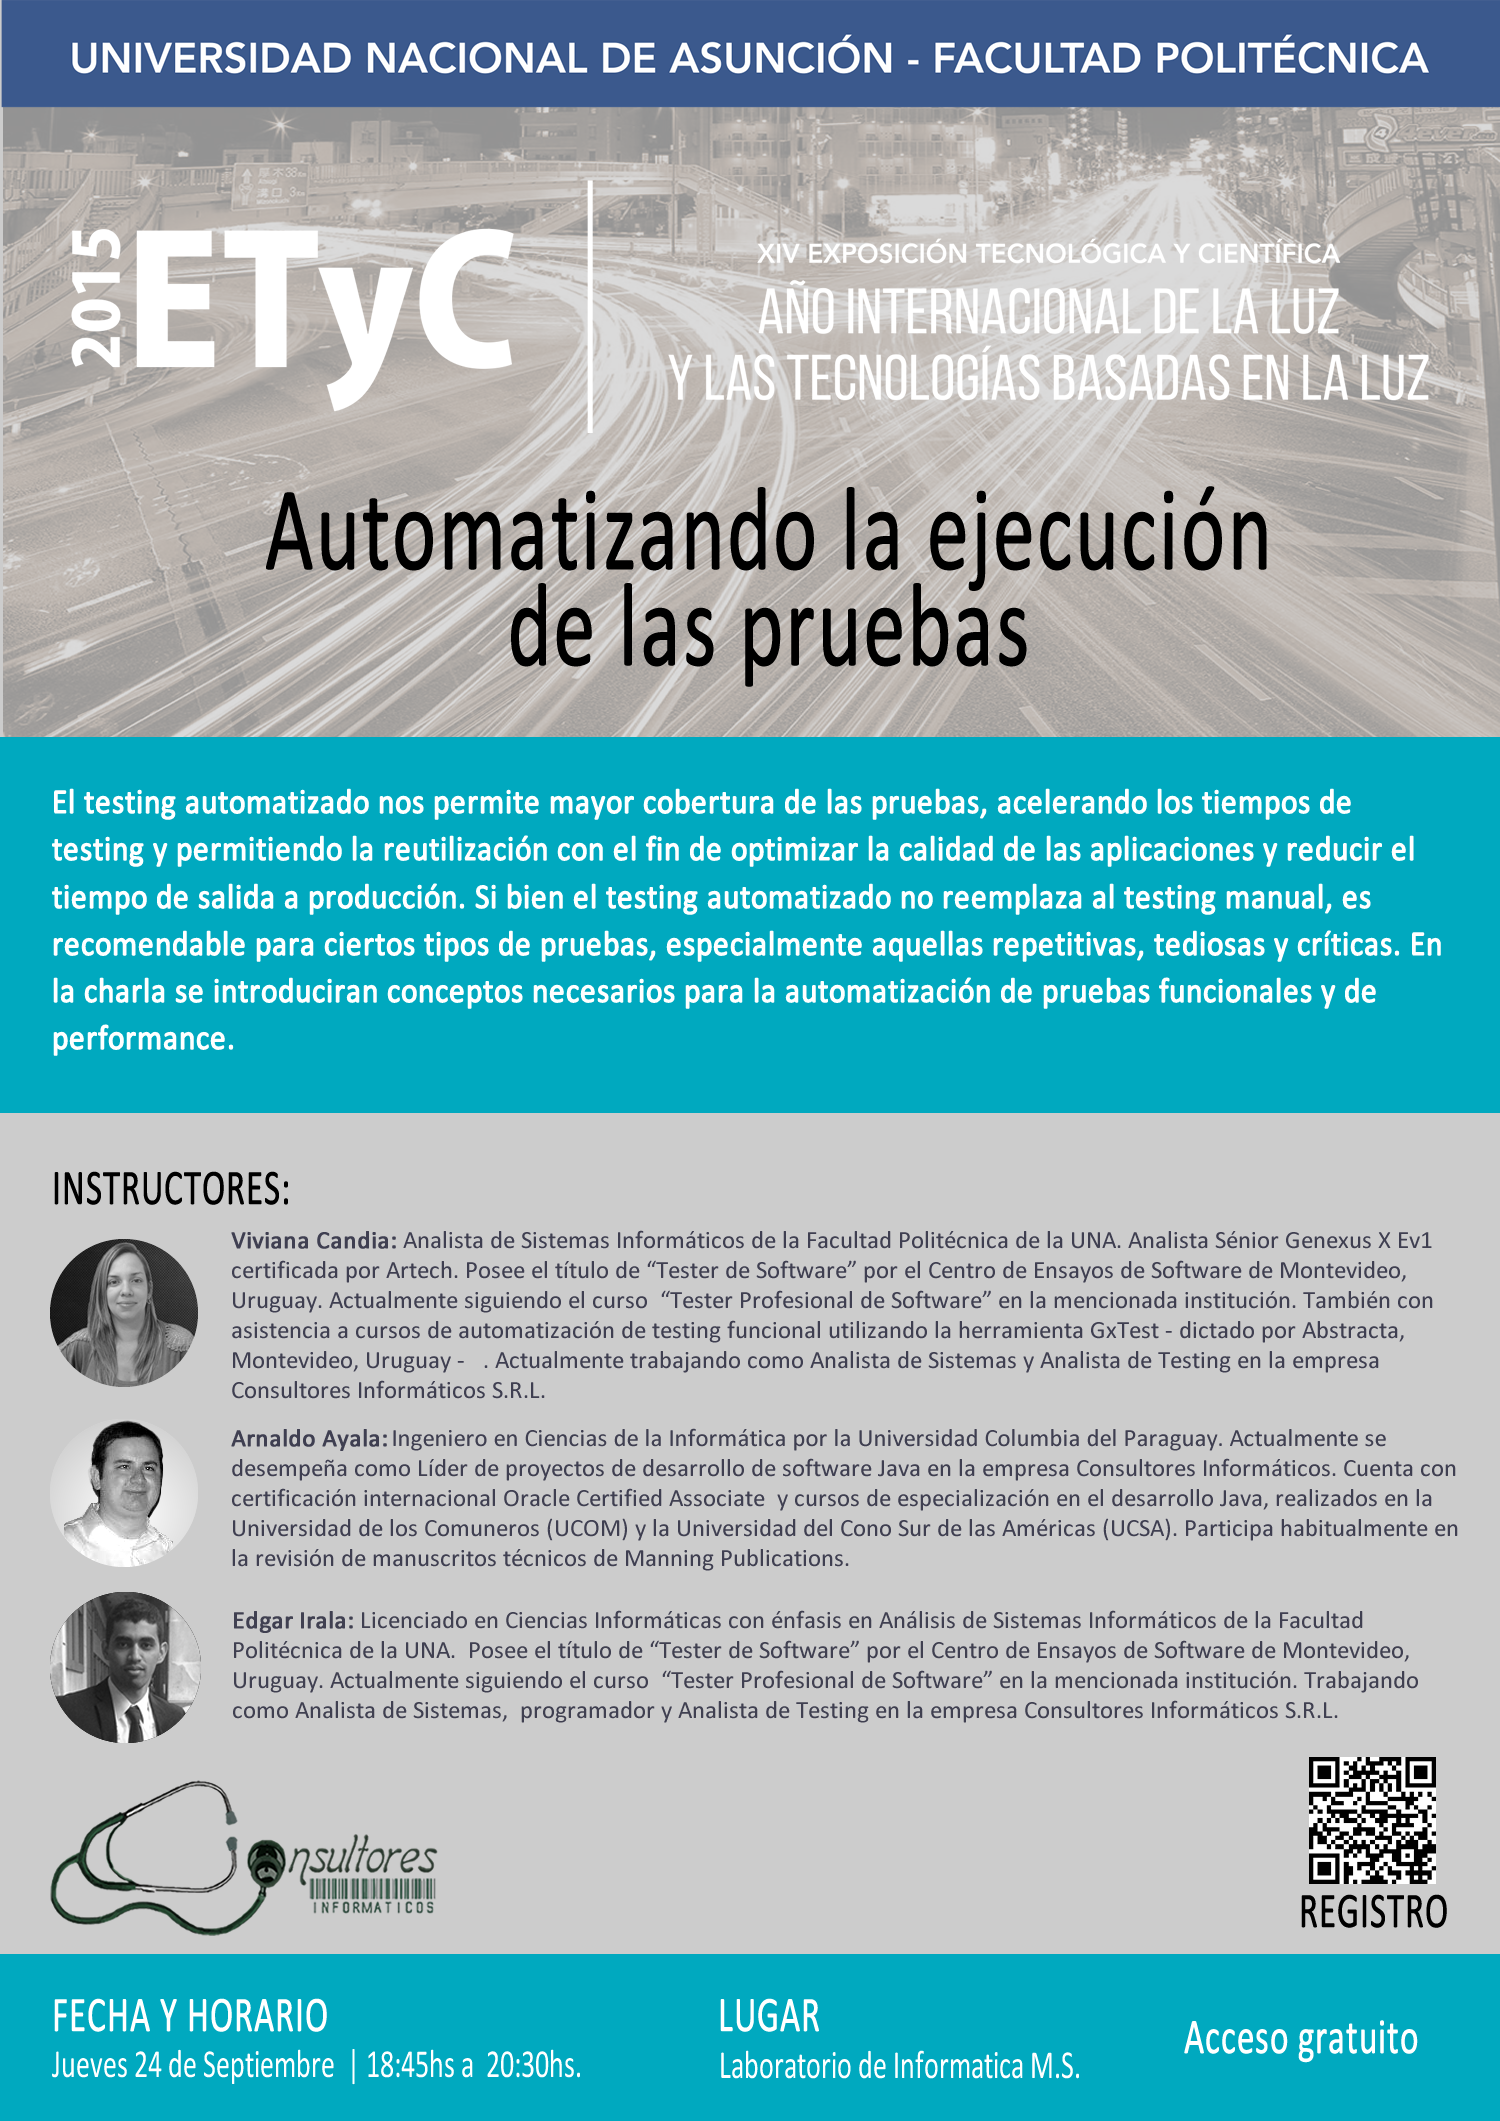 UNIVERSIDAD NACIONAL DE ASUNCIÓN - FACULTAD POLITÉCNICA
2015 ETyC
XIV EXPOSICIÓN TECNOLÓGICA Y CIENTÍFICA
AÑO INTERNACIONAL DE LA LUZ
Y LAS TECNOLOGÍAS BASADAS EN LA LUZ
Automatizando la ejecución
de las pruebas
El testing automatizado nos permite mayor cobertura de las pruebas, acelerando los tiempos de
testing y permitiendo la reutilización con el fin de optimizar la calidad de las aplicaciones y reducir el
tiempo de salida a producción. Si bien el testing automatizado no reemplaza al testing manual, es
recomendable para ciertos tipos de pruebas, especialmente aquellas repetitivas, tediosas y críticas. En
la charla se introduciran conceptos necesarios para la automatización de pruebas funcionales y de
performance.
INSTRUCTORES:
Viviana Candia: Analista de Sistemas Informáticos de la Facultad Politécnica de la UNA. Analista Sénior Genexus X Ev1
certificada por Artech. Posee el título de “Tester de Software” por el Centro de Ensayos de Software de Montevideo,
Uruguay. Actualmente siguiendo el curso “Tester Profesional de Software” en la mencionada institución. También con
asistencia a cursos de automatización de testing funcional utilizando la herramienta GxTest - dictado por Abstracta,
Montevideo, Uruguay - . Actualmente trabajando como Analista de Sistemas y Analista de Testing en la empresa
Consultores Informáticos S.R.L.
Arnaldo Ayala: Ingeniero en Ciencias de la Informática por la Universidad Columbia del Paraguay. Actualmente se
desempeña como Líder de proyectos de desarrollo de software Java en la empresa Consultores Informáticos. Cuenta con
certificación internacional Oracle Certified Associate y cursos de especialización en el desarrollo Java, realizados en la
Universidad de los Comuneros (UCOM) y la Universidad del Cono Sur de las Américas (UCSA). Participa habitualmente en
la revisión de manuscritos técnicos de Manning Publications.
Edgar Irala: Licenciado en Ciencias Informáticas con énfasis en Análisis de Sistemas Informáticos de la Facultad
Politécnica de la UNA. Posee el título de “Tester de Software” por el Centro de Ensayos de Software de Montevideo,
Uruguay. Actualmente siguiendo el curso “Tester Profesional de Software” en la mencionada institución. Trabajando
como Analista de Sistemas, programador y Analista de Testing en la empresa Consultores Informáticos S.R.L.
Consultores
INFORMATICOS
REGISTRO
FECHA Y HORARIO
Jueves 24 de Septiembre | 18:45hs a 20:30hs.
LUGAR
Laboratorio de Informatica M.S.
Acceso gratuito